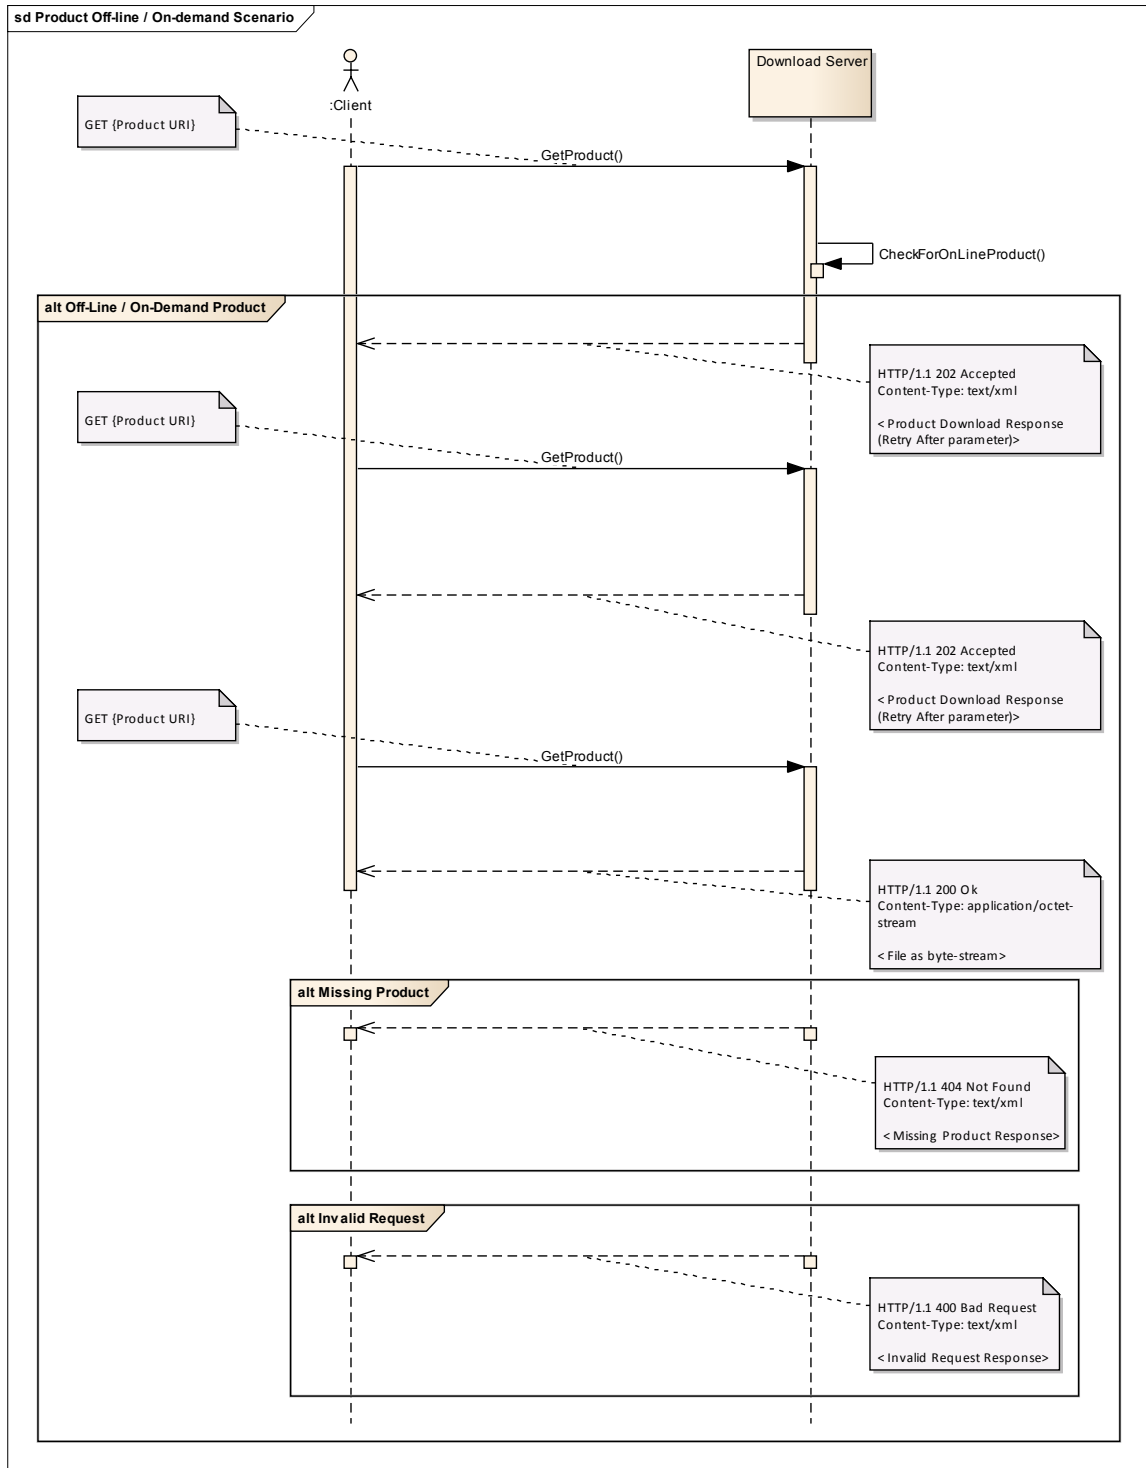 sd Product Off-line / On-demand Scenario
:Client
Download Server
GET {Product URI}
GetProduct()
CheckForOnLineProduct()
alt Off-Line / On-Demand Product
HTTP/1.1 202 Accepted
Content-Type: text/xml
< Product Download Response
(Retry After parameter)>
GET {Product URI}
GetProduct()
HTTP/1.1 202 Accepted
Content-Type: text/xml
< Product Download Response
(Retry After parameter)>
GET {Product URI}
GetProduct()
HTTP/1.1 200 Ok
Content-Type: application/octet-
stream
< File as byte-stream>
alt Missing Product
HTTP/1.1 404 Not Found
Content-Type: text/xml
< Missing Product Response>
alt Invalid Request
HTTP/1.1 400 Bad Request
Content-Type: text/xml
< Invalid Request Response>